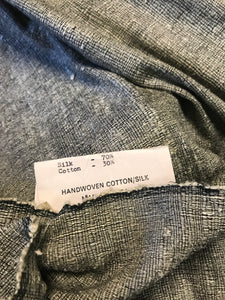 Silk : 70%
Cotton : 30%
HANDWOVEN COTTON/SILK